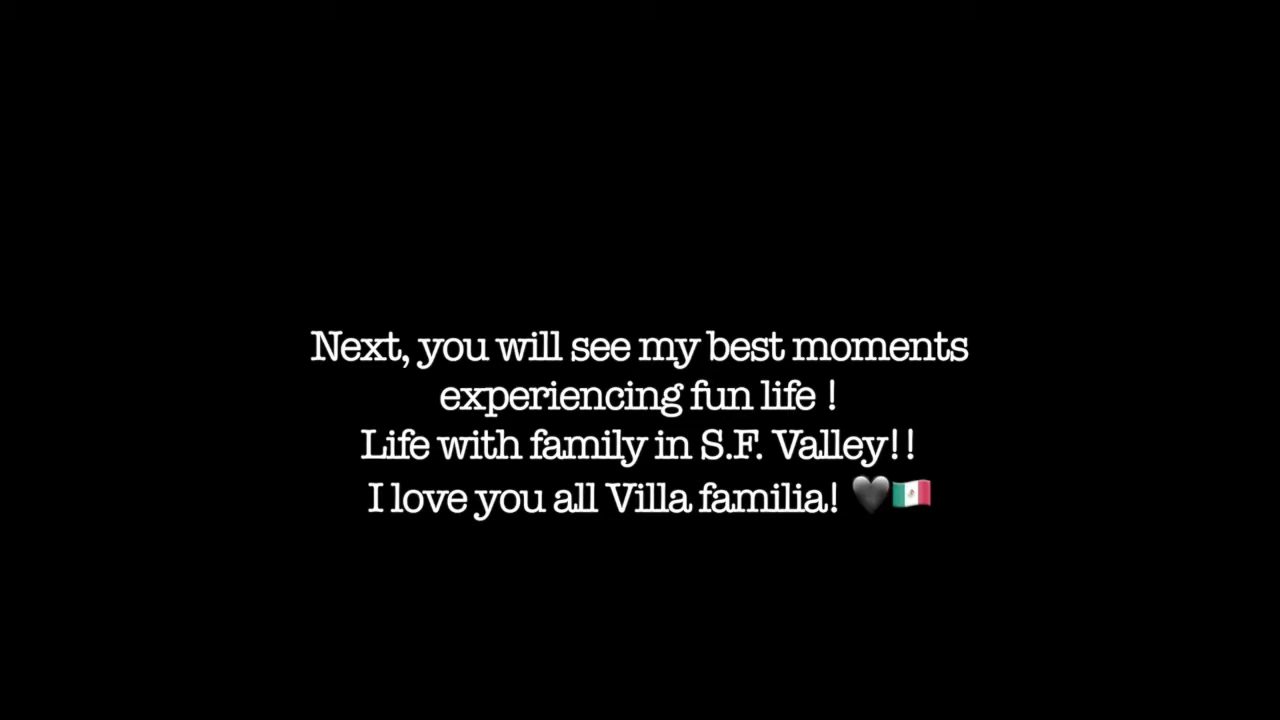 Next, you will see my best moments
experiencing fun life !
Life with family in S.F. Valley!!
I love you all Villa familia! 🖤🇲🇽